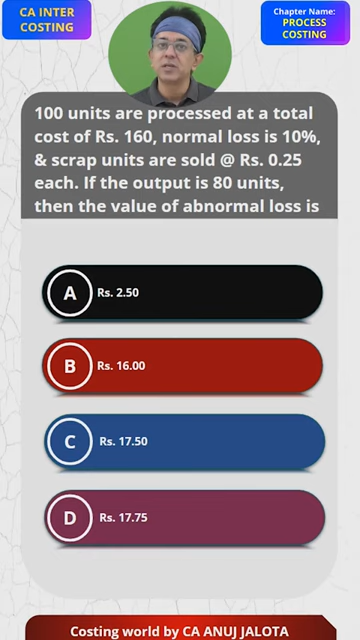 CA INTER
COSTING
Chapter Name:
PROCESS
COSTING
100 units are processed at a total
cost of Rs. 160, normal loss is 10%,
& scrap units are sold @ Rs. 0.25
each. If the output is 80 units,
then the value of abnormal loss is
A Rs. 2.50
B Rs. 16.00
C Rs. 17.50
D Rs. 17.75
Costing world by CA ANUJ JALOTA